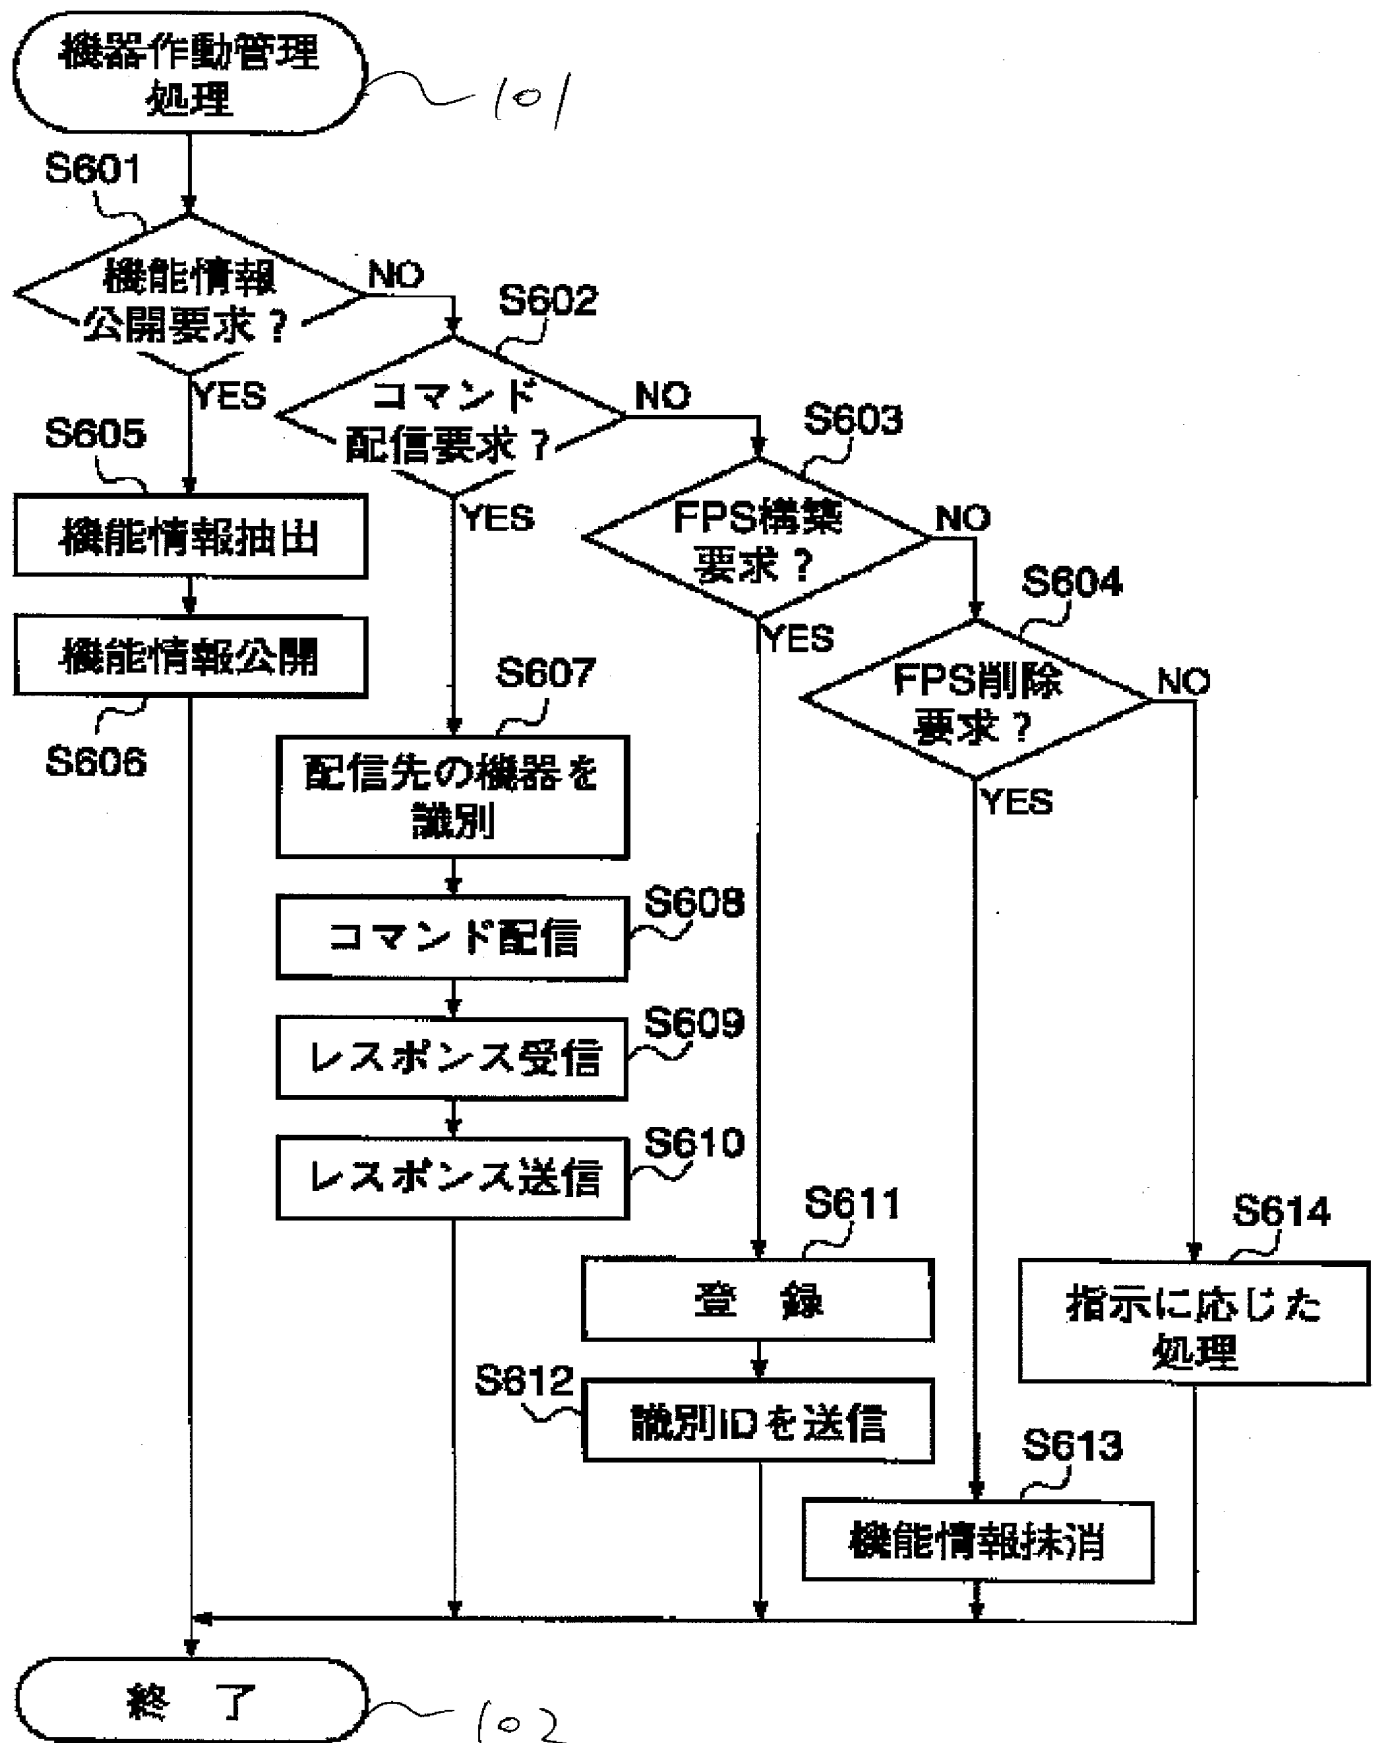 機器作動管理
処理
101
S601
機能情報
公開要求？
NO
YES
S602
コマンド
配信要求？
NO
YES
S603
FPS構築
要求？
NO
YES
S604
FPS削除
要求？
NO
YES
S605
機能情報抽出
機能情報公開
S606
S607
配信先の機器を
識別
S608
コマンド配信
S609
レスポンス受信
S610
レスポンス送信
S611
登　録
S612
識別IDを送信
S613
機能情報抹消
S614
指示に応じた
処理
終　了
102